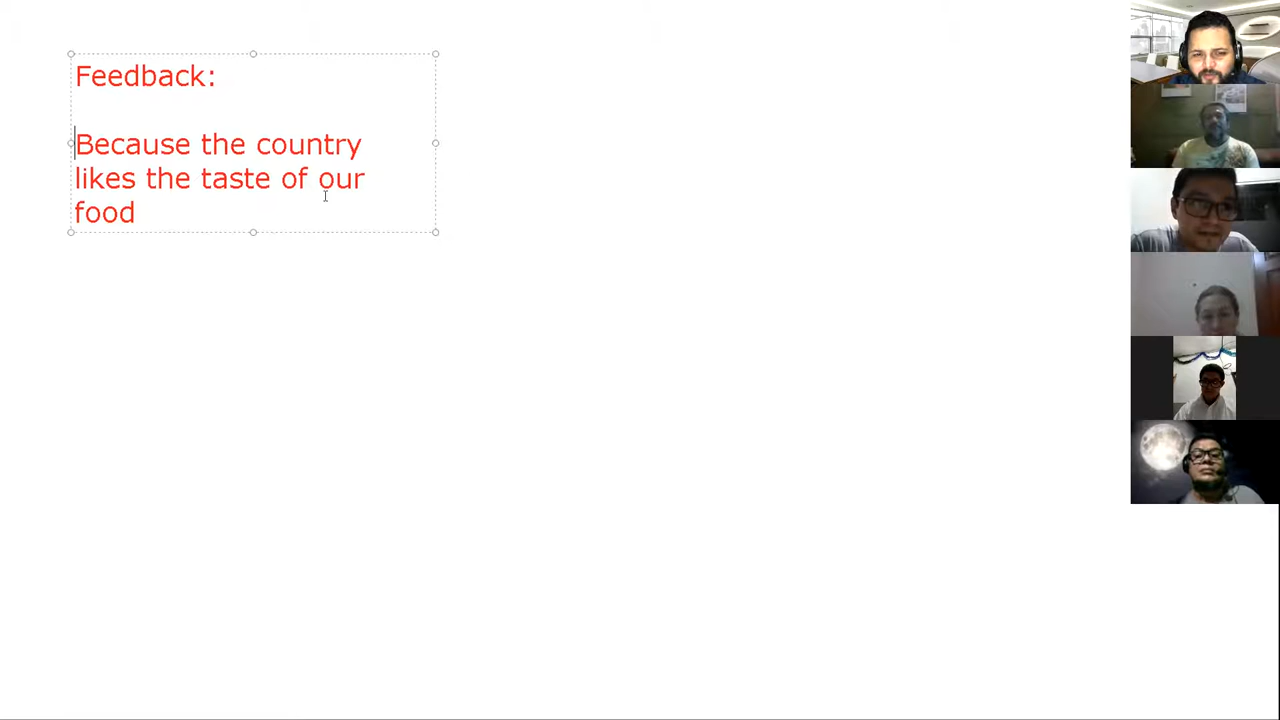 Feedback:
Because the country
likes the taste of our
food